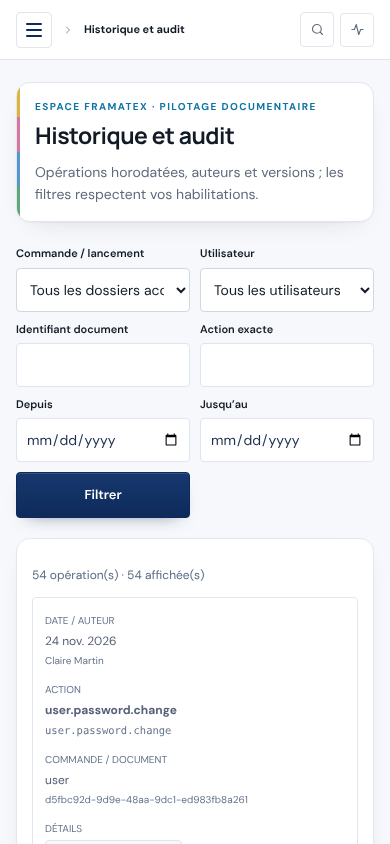 Historique et audit
ESPACE FRAMATEX · PILOTAGE DOCUMENTAIRE
Historique et audit
Opérations horodatées, auteurs et versions ; les
filtres respectent vos habilitations.
Commande / lancement
Utilisateur
Tous les dossiers acc
Tous les utilisateurs
Identifiant document
Action exacte
Depuis
Jusqu’au
mm/dd/yyyy
mm/dd/yyyy
Filtrer
54 opération(s) · 54 affichée(s)
DATE / AUTEUR
24 nov. 2026
Claire Martin
ACTION
user.password.change
user.password.change
COMMANDE / DOCUMENT
user
d5fbc92d-9d9e-48aa-9dc1-ed983fb8a261
DÉTAILS